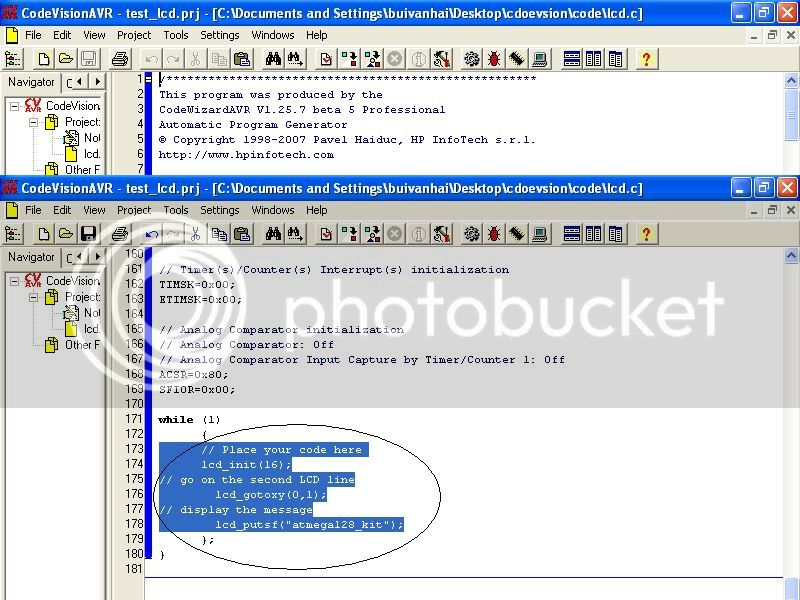 CodeVisionAVR - test_lcd.prj - [C:\Documents and Settings\buivanhai\Desktop\cdoevsion\code\lcd.c]
File Edit View Project Tools Settings Windows Help
Navigator
CodeVision
Project:
Not
lcd.
Other F
1 /***************************************************
2 This program was produced by the
3 CodeWizardAVR V1.25.7 beta 5 Professional
4 Automatic Program Generator
5 © Copyright 1998-2007 Pavel Haiduc, HP InfoTech s.r.l.
6 http://www.hpinfotech.com
7
CodeVisionAVR - test_lcd.prj - [C:\Documents and Settings\buivanhai\Desktop\cdoevsion\code\lcd.c]
File Edit View Project Tools Settings Windows Help
Navigator
CodeVision
Project:
Not
lcd.
Other F
160
161 // Timer(s)/Counter(s) Interrupt(s) initialization
162 TIMSK=0x00;
163 ETIMSK=0x00;
164
165 // Analog Comparator initialization
166 // Analog Comparator: Off
167 // Analog Comparator Input Capture by Timer/Counter 1: Off
168 ACSR=0x80;
169 SFIOR=0x00;
170
171 while (1)
172 {
173 // Place your code here
174 lcd_init(16);
175 // go on the second LCD line
176 lcd_gotoxy(0,1);
177 // display the message
178 lcd_putsf("atmega128_kit");
179 };
180 }
181
photobucket